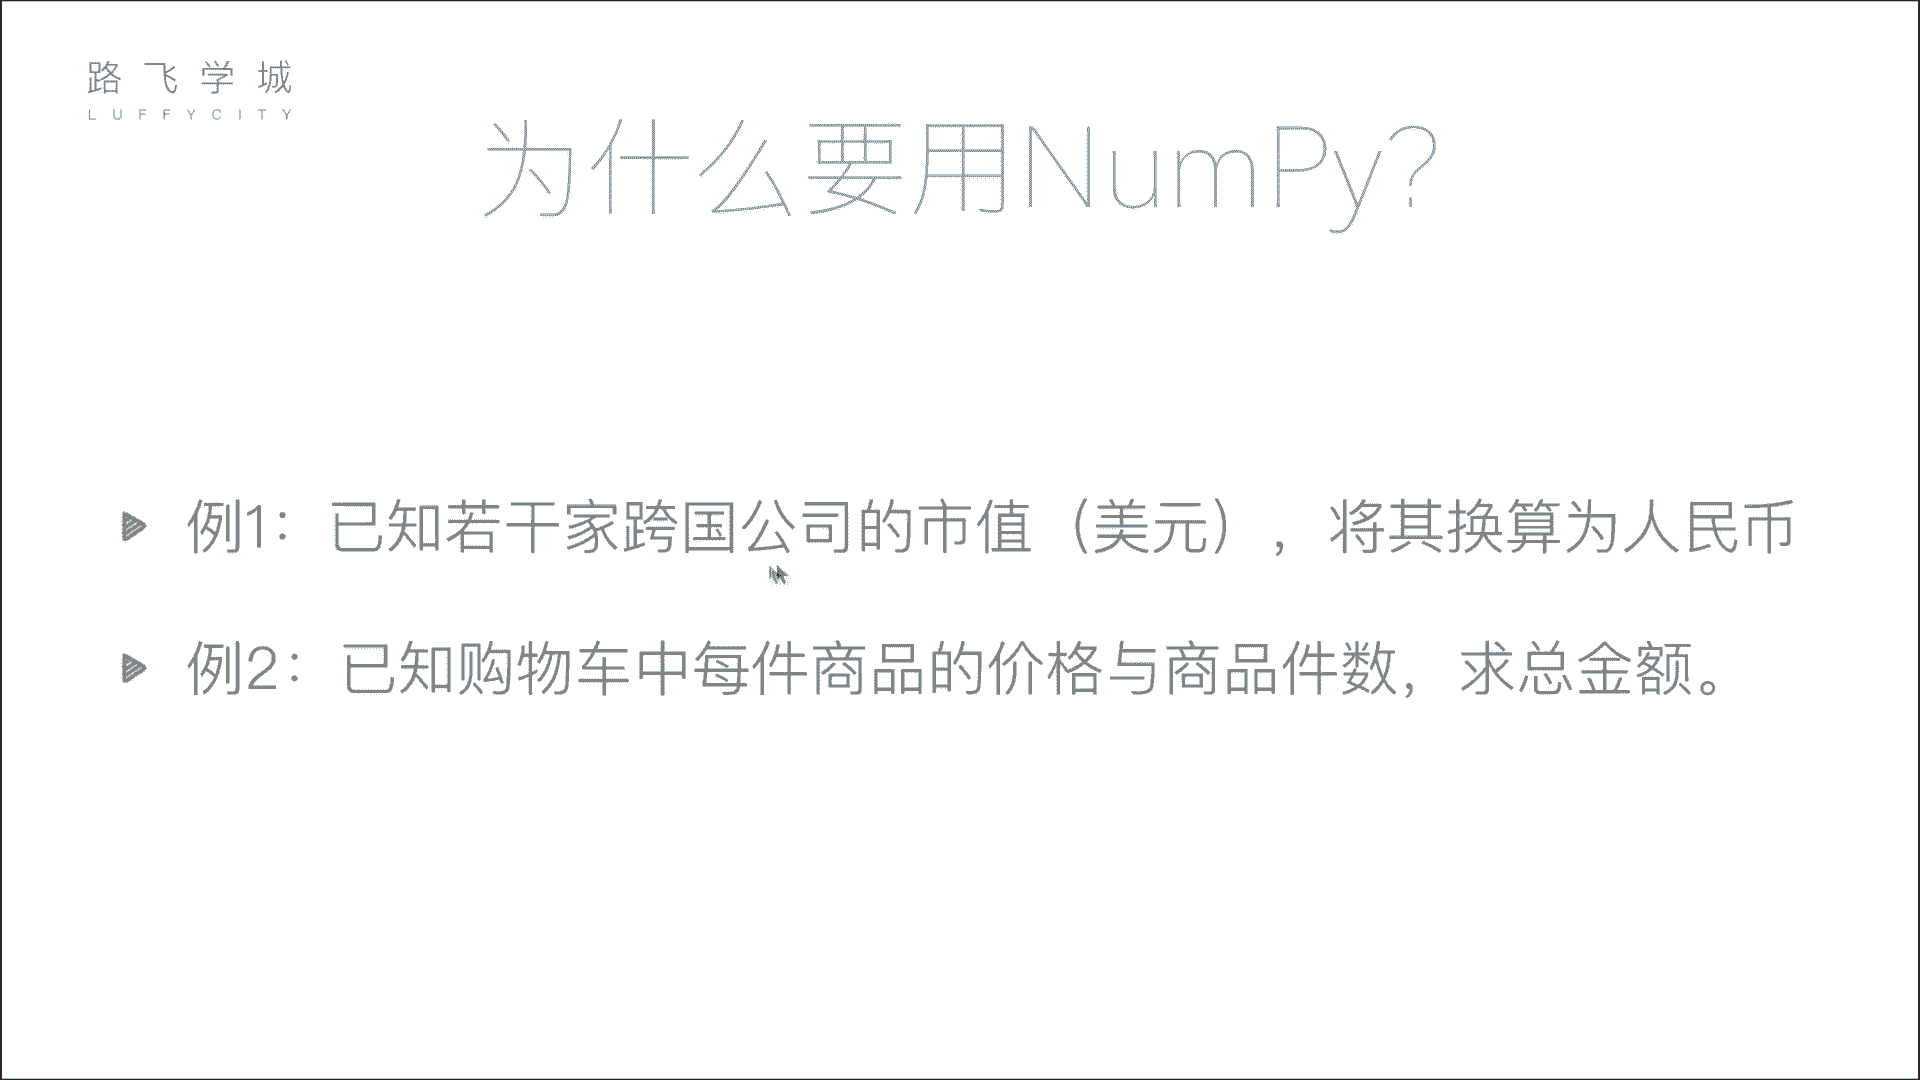 路飞学城
LUFFYCITY
为什么要用NumPy?
例1：已知若干家跨国公司的市值（美元），将其换算为人民币
例2：已知购物车中每件商品的价格与商品件数，求总金额。